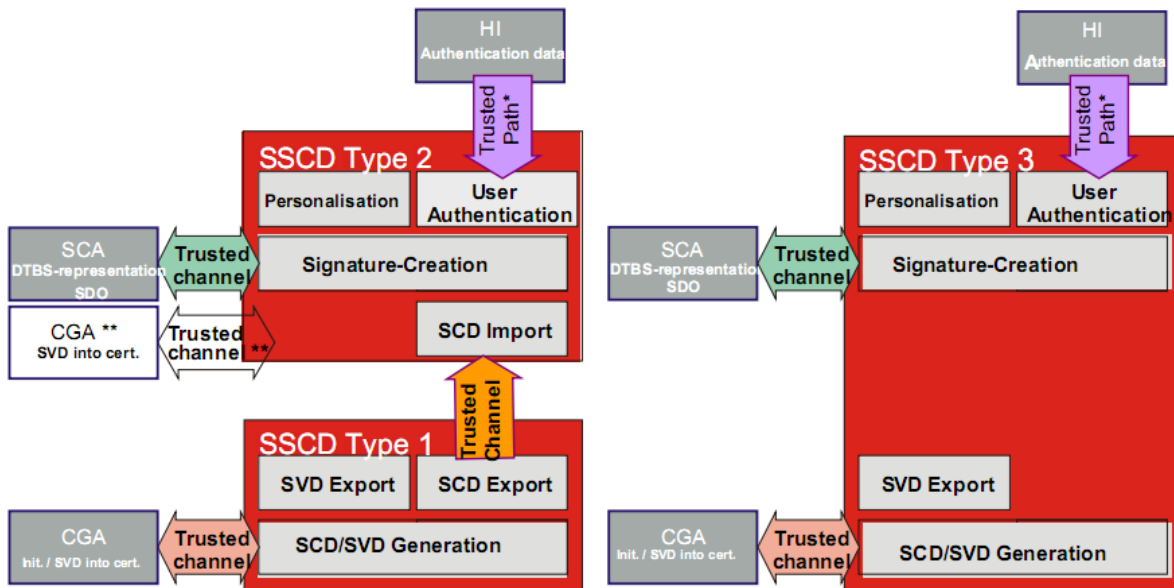 HI
Authentication data
Trusted
Path*
SSCD Type 2
Personalisation
User
Authentication
SCA
DTBS-representation
SDO
Trusted
channel
Signature-Creation
CGA **
SVD into cert.
Trusted
channel **
SCD Import
Trusted
Channel
SSCD Type 1
SVD Export
SCD Export
CGA
Init. / SVD into cert.
Trusted
channel
SCD/SVD Generation
HI
Authentication data
Trusted
Path*
SSCD Type 3
Personalisation
User
Authentication
SCA
DTBS-representation
SDO
Trusted
channel
Signature-Creation
SVD Export
CGA
Init. / SVD into cert.
Trusted
channel
SCD/SVD Generation